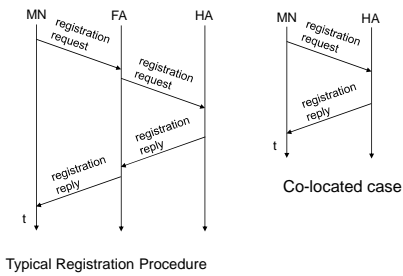 MN
FA
HA
registration
request
registration
request
registration
reply
registration
reply
t
Typical Registration Procedure
MN
HA
registration
request
registration
reply
t
Co-located case